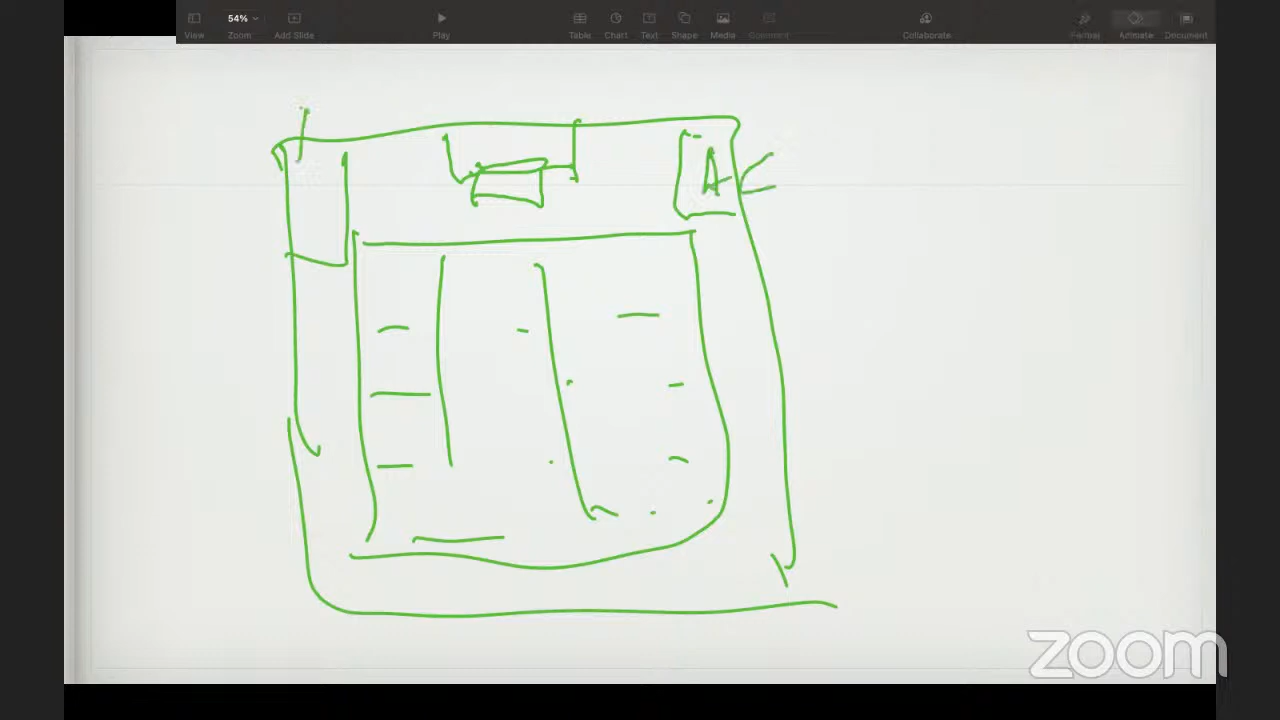 54%
View Zoom Add Slide Play Table Chart Text Shape Media Comment Collaborate Format Animate Document
A
zoom